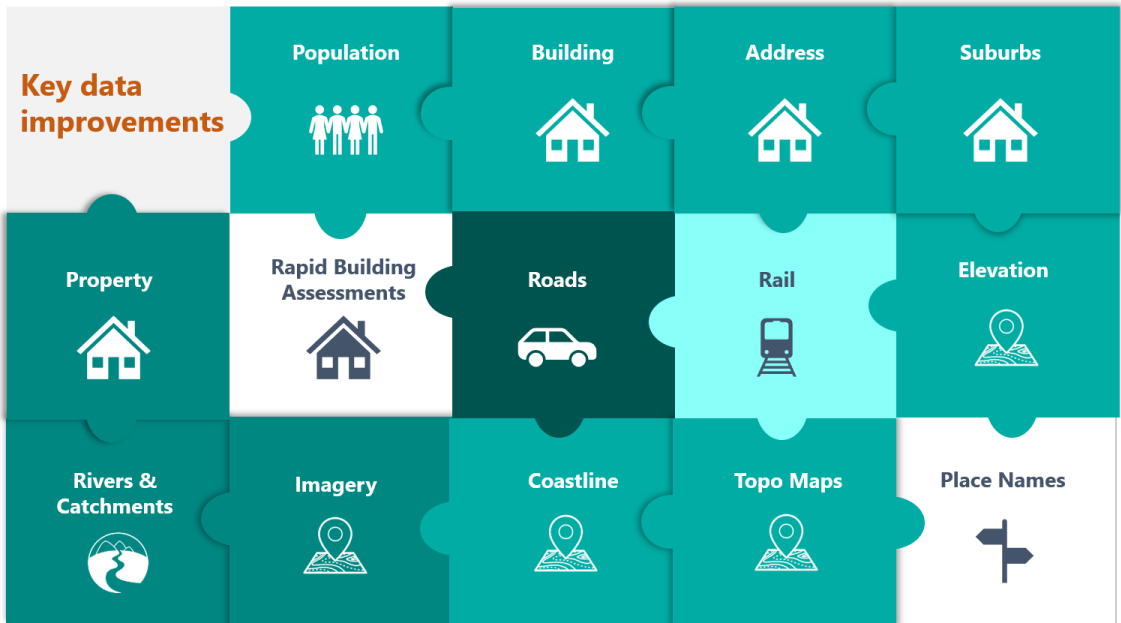 Key data
improvements
Population
Building
Address
Suburbs
Property
Rapid Building
Assessments
Roads
Rail
Elevation
Rivers &
Catchments
Imagery
Coastline
Topo Maps
Place Names